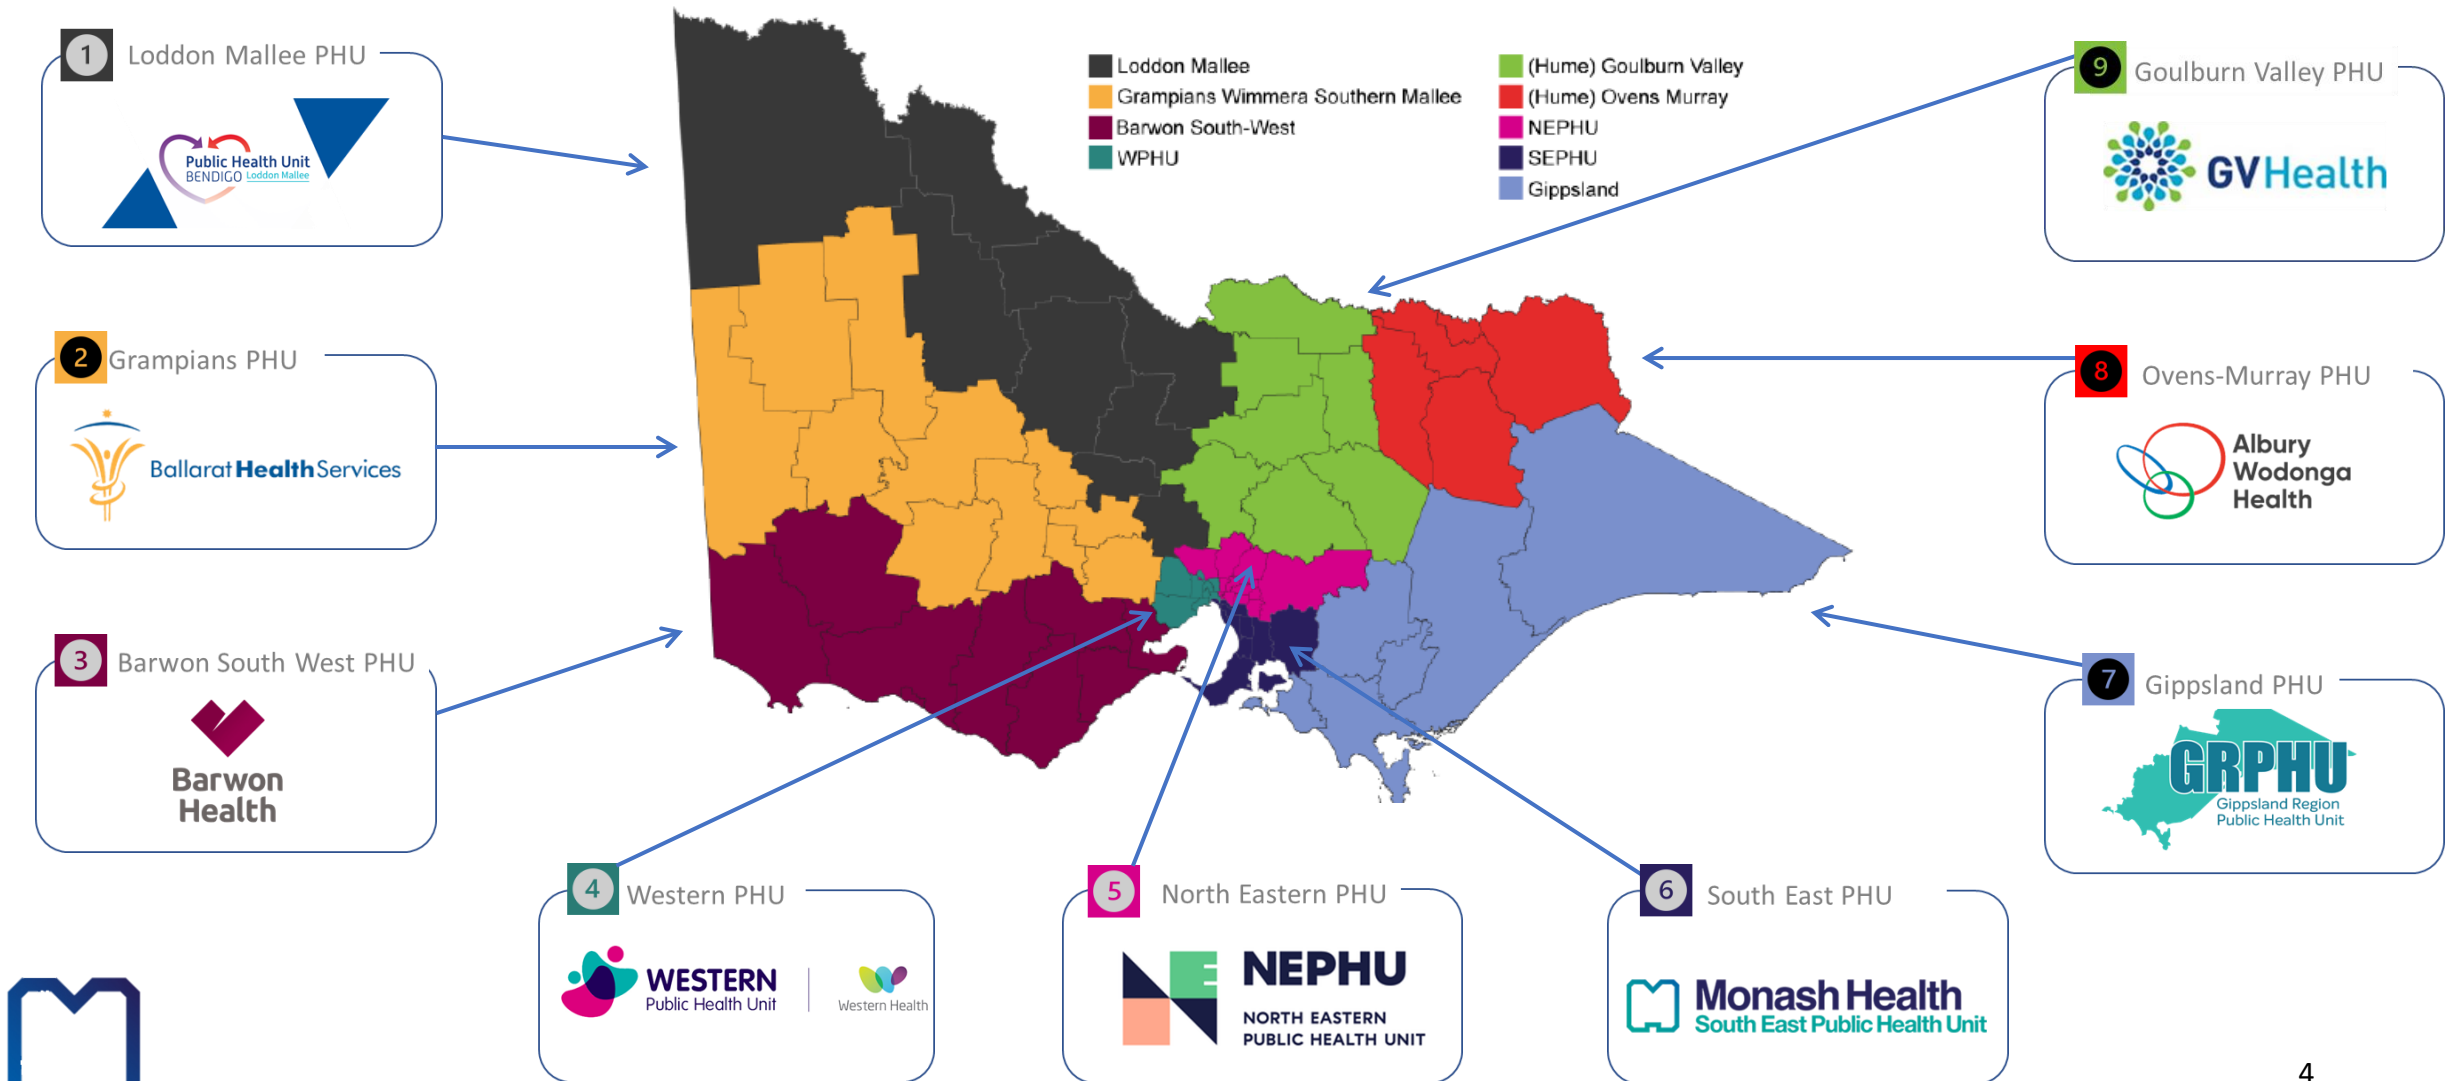 1 Loddon Mallee PHU
Public Health Unit
BENDIGO Loddon Mallee
2 Grampians PHU
Ballarat Health Services
3 Barwon South West PHU
Barwon
Health
Loddon Mallee
Grampians Wimmera Southern Mallee
Barwon South-West
WPHU
(Hume) Goulburn Valley
(Hume) Ovens Murray
NEPHU
SEPHU
Gippsland
9 Goulburn Valley PHU
GVHealth
8 Ovens-Murray PHU
Albury
Wodonga
Health
7 Gippsland PHU
GRPHU
Gippsland Region
Public Health Unit
4 Western PHU
WESTERN
Public Health Unit
Western Health
5 North Eastern PHU
NEPHU
NORTH EASTERN
PUBLIC HEALTH UNIT
6 South East PHU
Monash Health
South East Public Health Unit
4